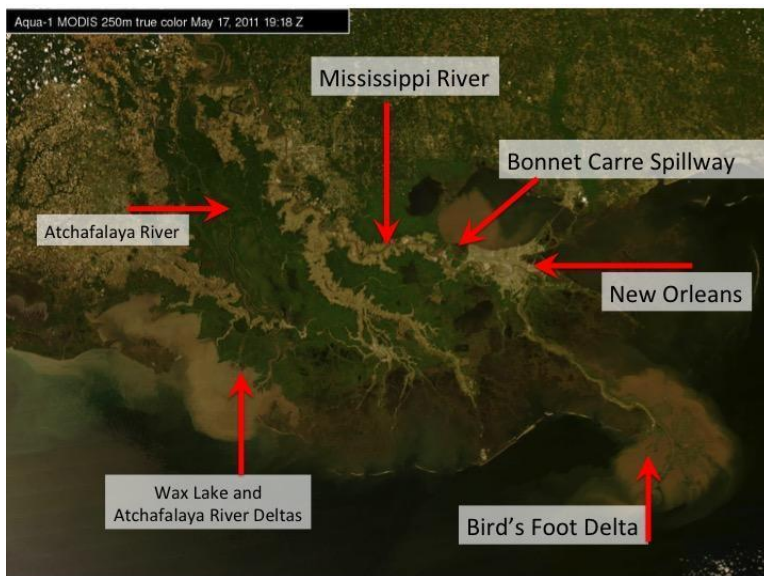 Aqua-1 MODIS 250m true color May 17, 2011 19:18 Z
Mississippi River
Bonnet Carre Spillway
Atchafalaya River
New Orleans
Wax Lake and
Atchafalaya River Deltas
Bird's Foot Delta